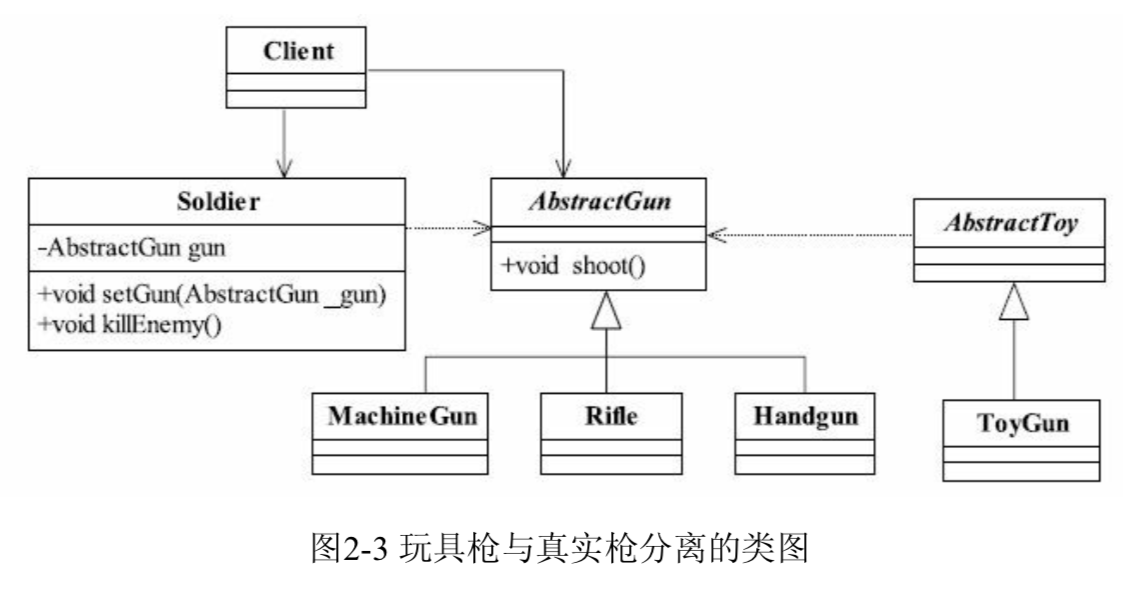 Client
Soldier
-AbstractGun gun
+void setGun(AbstractGun _gun)
+void killEnemy()
AbstractGun
+void shoot()
AbstractToy
MachineGun
Rifle
Handgun
ToyGun
图2-3 玩具枪与真实枪分离的类图